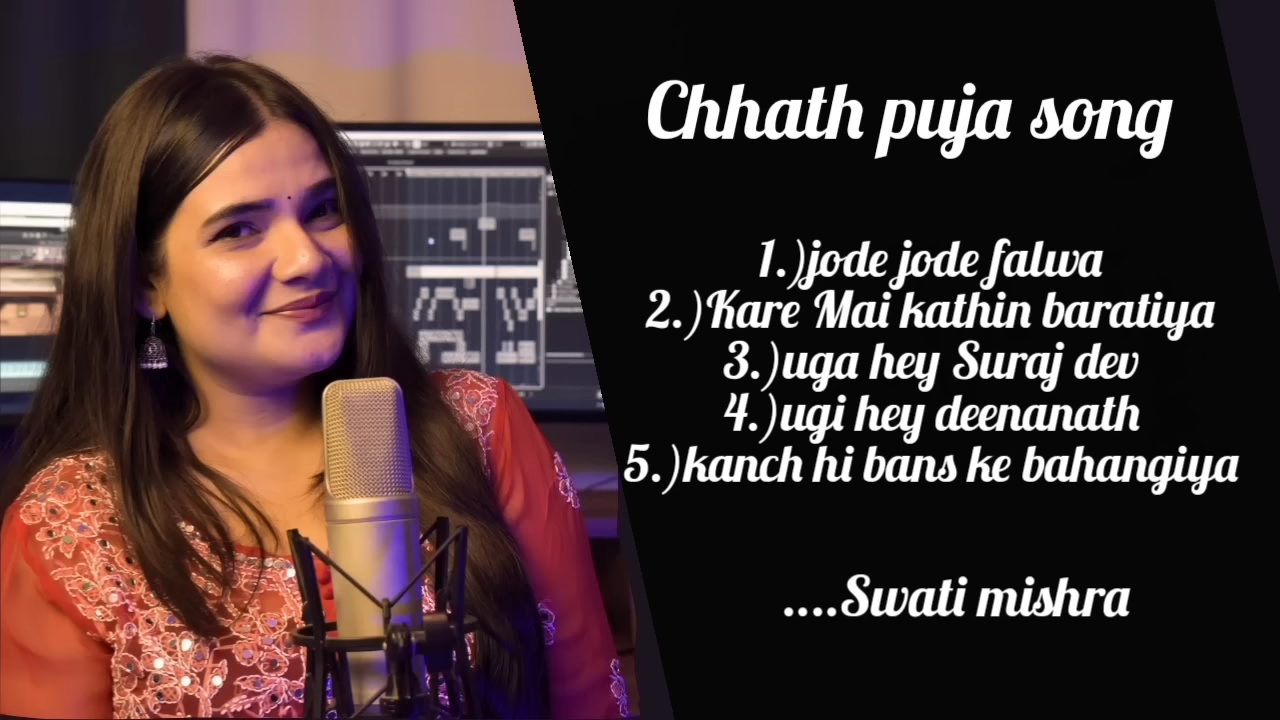 Chhath puja song
1.)jode jode falwa
2.)Kare Mai kathin baratiya
3.)uga hey Suraj dev
4.)ugi hey deenanath
5.)kanch hi bans ke bahangiya
....Swati mishra